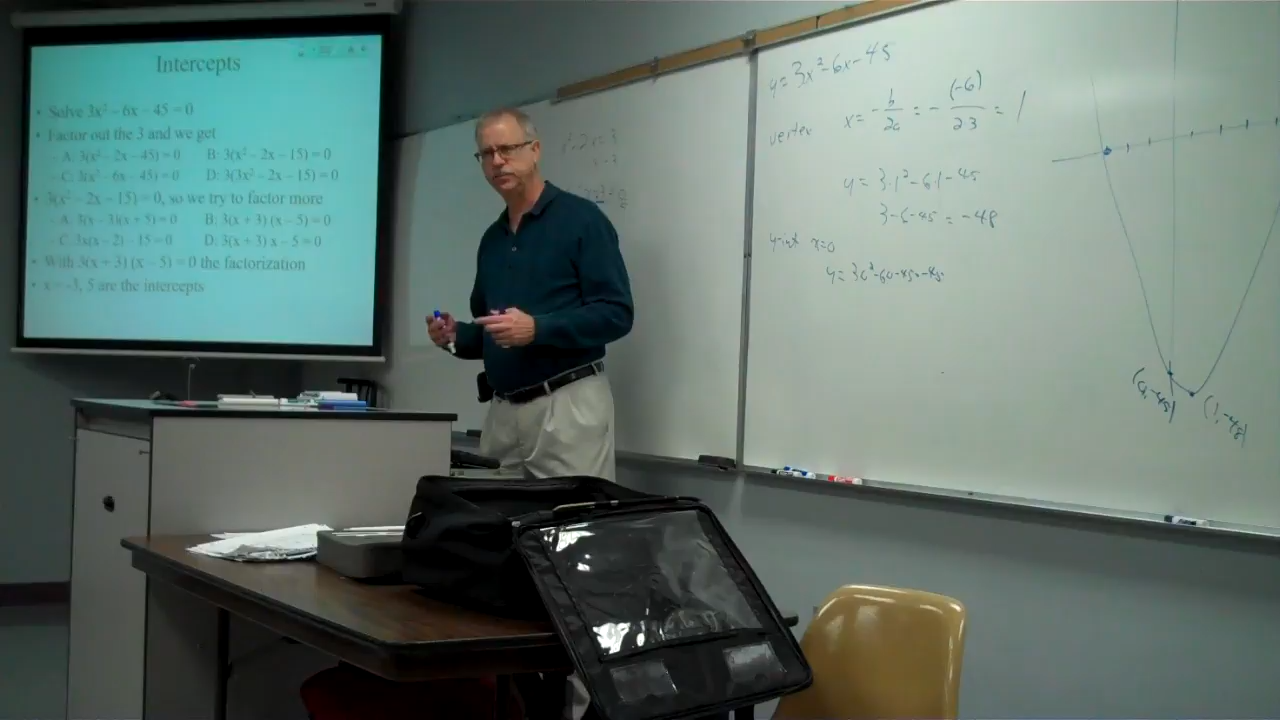 Intercepts
• Solve 3x² – 6x – 45 = 0
• Factor out the 3 and we get
– A: 3(x² – 2x – 45) = 0 B: 3(x² – 2x – 15) = 0
– C: 3(x² – 6x – 45) = 0 D: 3(3x² – 2x – 15) = 0
• 3(x² – 2x – 15) = 0, so we try to factor more
– A: 3(x – 3)(x + 5) = 0 B: 3(x + 3) (x – 5) = 0
– C: 3x(x – 2) – 15 = 0 D: 3(x + 3) x – 5 = 0
• With 3(x + 3) (x – 5) = 0 the factorization
• x = -3, 5 are the intercepts
y = 3x² - 6x - 45
vertex x = - b/2a = - (-6)/2·3 = 1
y = 3·1² - 6·1 - 45
3 - 6 - 45 = -48
y-int x=0
(1, -48)